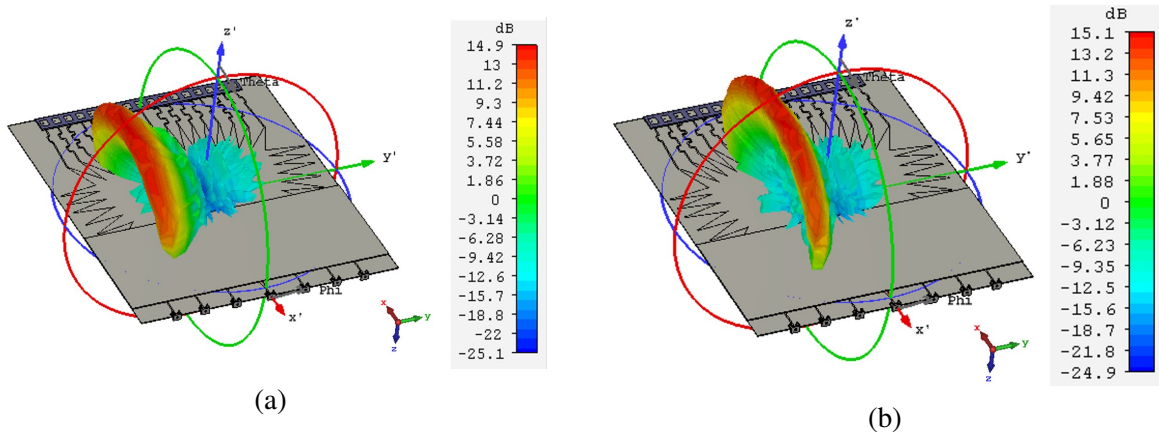 z'
Theta
y'
Phi
x'
x
y
z
dB
14.9
13
11.2
9.3
7.44
5.58
3.72
1.86
0
-3.14
-6.28
-9.42
-12.6
-15.7
-18.8
-22
-25.1
(a)
z'
Theta
y'
Phi
x'
x
y
z
dB
15.1
13.2
11.3
9.42
7.53
5.65
3.77
1.88
0
-3.12
-6.23
-9.35
-12.5
-15.6
-18.7
-21.8
-24.9
(b)